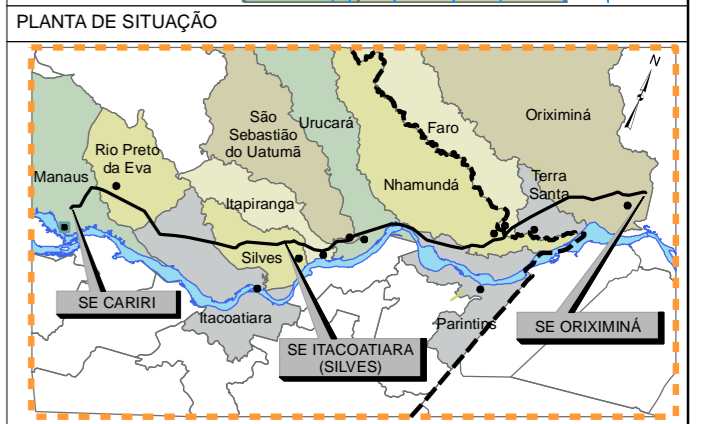 PLANTA DE SITUAÇÃO
N
São
Sebastião
do Uatumã
Urucará
Faro
Oriximiná
Rio Preto
da Eva
Manaus
Nhamundá
Terra
Santa
Itapiranga
Silves
SE CARIRI
Itacoatiara
Parintins
SE ORIXIMINÁ
SE ITACOATIARA
(SILVES)